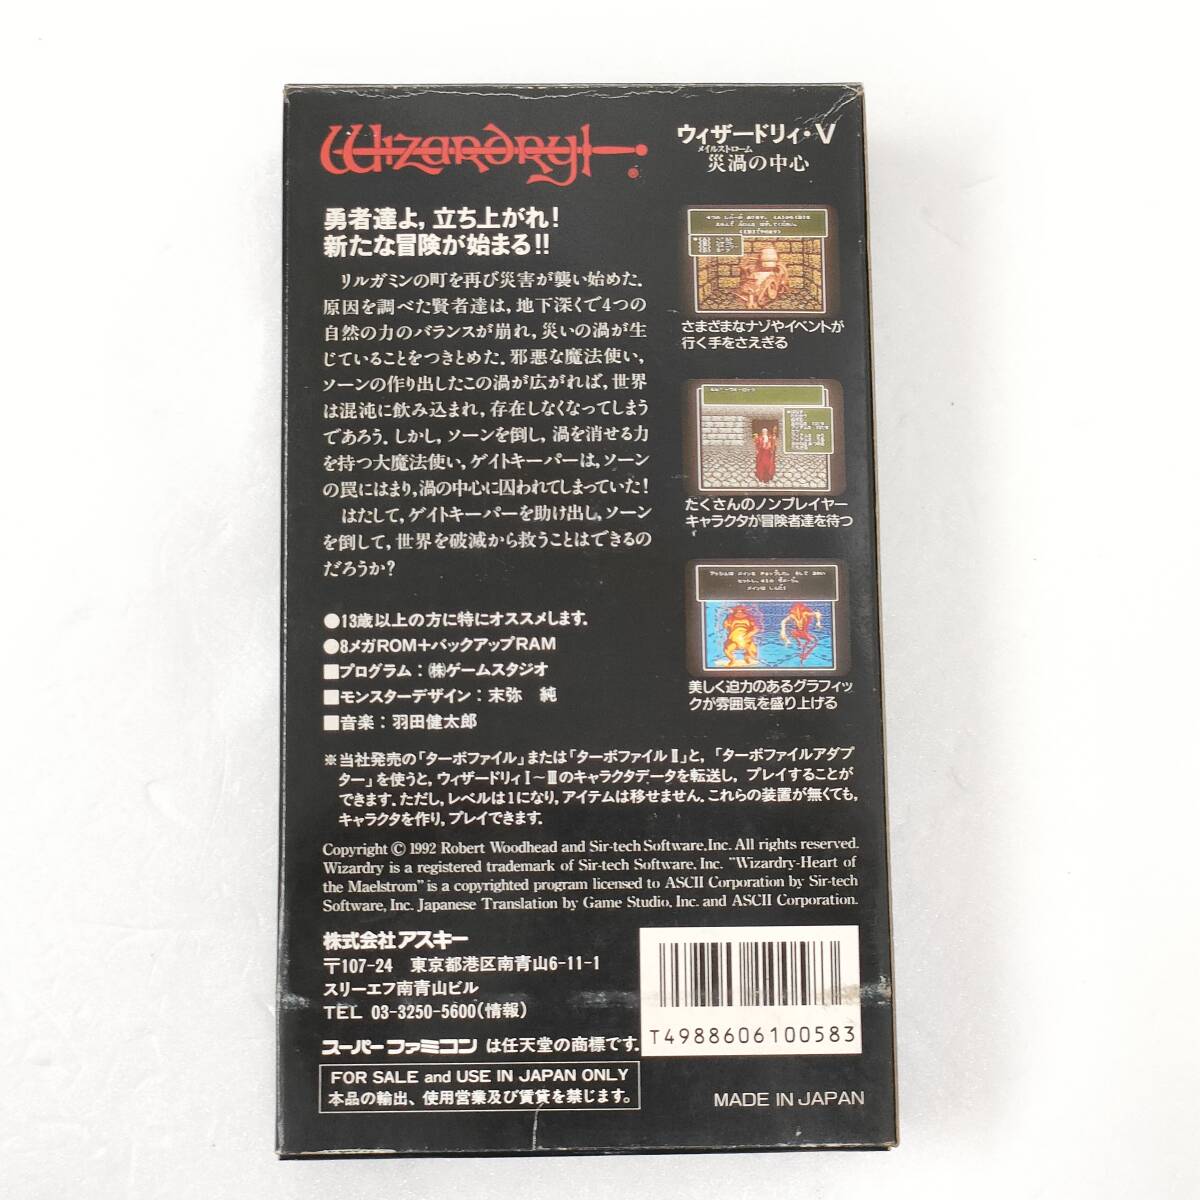 Wizardry®
ウィザードリィ・V
メイルストローム
災渦の中心
勇者達よ,立ち上がれ!
新たな冒険が始まる!!
リルガミンの町を再び災害が襲い始めた.
原因を調べた賢者達は,地下深くで4つの
自然の力のバランスが崩れ,災いの渦が生
じていることをつきとめた.邪悪な魔法使い,
ソーンの作り出したこの渦が広がれば,世界
は混沌に飲み込まれ,存在しなくなってしまう
であろう.しかし,ソーンを倒し,渦を消せる力
を持つ大魔法使い,ゲイトキーパーは,ソーン
の罠にはまり,渦の中心に囚われてしまっていた!
はたして,ゲイトキーパーを助け出し,ソーン
を倒して,世界を破滅から救うことはできるの
だろうか?
さまざまなナゾやイベントが
行く手をさえぎる
たくさんのノンプレイヤー
キャラクタが冒険者達を待つ
美しく迫力のあるグラフィッ
クが雰囲気を盛り上げる
●13歳以上の方に特にオススメします.
●8メガROM+バックアップRAM
■プログラム:㈱ゲームスタジオ
■モンスターデザイン:末弥 純
■音楽:羽田健太郎
※当社発売の「ターボファイル」または「ターボファイルⅡ」と,「ターボファイルアダプ
ター」を使うと,ウィザードリィⅠ~Ⅲのキャラクタデータを転送し,プレイすることが
できます.ただし,レベルは1になり,アイテムは移せません.これらの装置が無くても,
キャラクタを作り,プレイできます.
Copyright © 1992 Robert Woodhead and Sir-tech Software,Inc. All rights reserved.
Wizardry is a registered trademark of Sir-tech Software, Inc. "Wizardry-Heart of
the Maelstrom" is a copyrighted program licensed to ASCII Corporation by Sir-tech
Software, Inc. Japanese Translation by Game Studio, Inc. and ASCII Corporation.
株式会社アスキー
〒107-24 東京都港区南青山6-11-1
スリーエフ南青山ビル
TEL 03-3250-5600(情報)
スーパーファミコンは任天堂の商標です.
FOR SALE and USE IN JAPAN ONLY
本品の輸出、使用営業及び賃貸を禁じます。
T4988606100583
MADE IN JAPAN